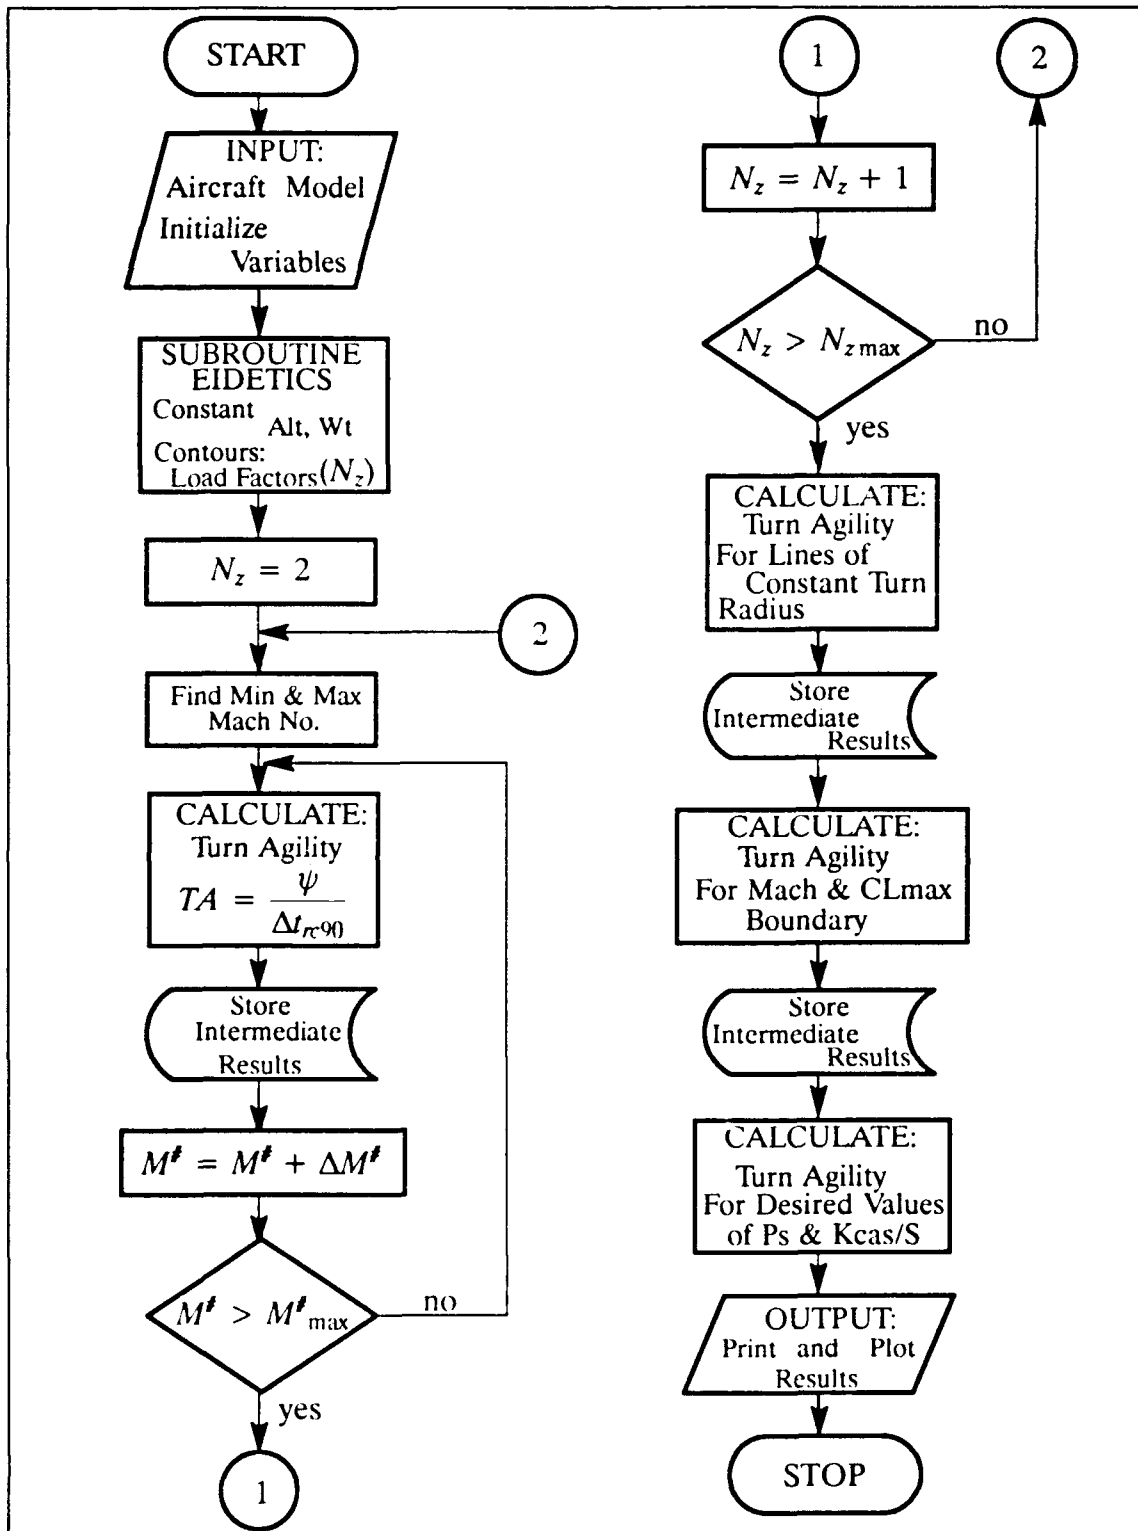 START
INPUT:
Aircraft Model
Initialize
Variables
SUBROUTINE
EIDETICS
Constant
Alt, Wt
Contours:
Load Factors(N_z)
N_z = 2
2
Find Min & Max
Mach No.
CALCULATE:
Turn Agility
TA = ψ / Δt_rc90
Store
Intermediate
Results
M# = M# + ΔM#
M# > M#max
no
yes
1
1
2
N_z = N_z + 1
N_z > N_z max
no
yes
CALCULATE:
Turn Agility
For Lines of
Constant Turn
Radius
Store
Intermediate
Results
CALCULATE:
Turn Agility
For Mach & CLmax
Boundary
Store
Intermediate
Results
CALCULATE:
Turn Agility
For Desired Values
of Ps & Kcas/S
OUTPUT:
Print and Plot
Results
STOP